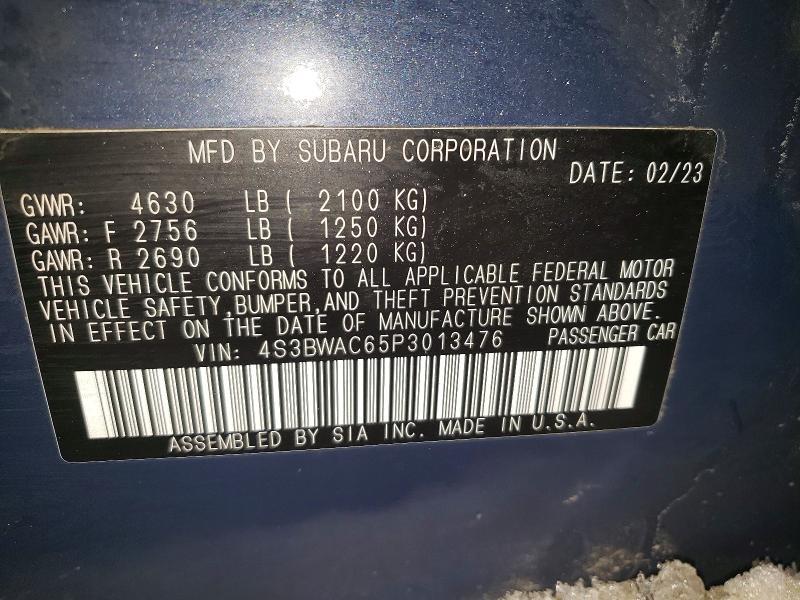 MFD BY SUBARU CORPORATION
DATE: 02/23
GVWR: 4630 LB ( 2100 KG)
GAWR: F 2756 LB ( 1250 KG)
GAWR: R 2690 LB ( 1220 KG)
THIS VEHICLE CONFORMS TO ALL APPLICABLE FEDERAL MOTOR
VEHICLE SAFETY,BUMPER,AND THEFT PREVENTION STANDARDS
IN EFFECT ON THE DATE OF MANUFACTURE SHOWN ABOVE.
VIN: 4S3BWAC65P3013476 PASSENGER CAR
ASSEMBLED BY SIA INC. MADE IN U.S.A.